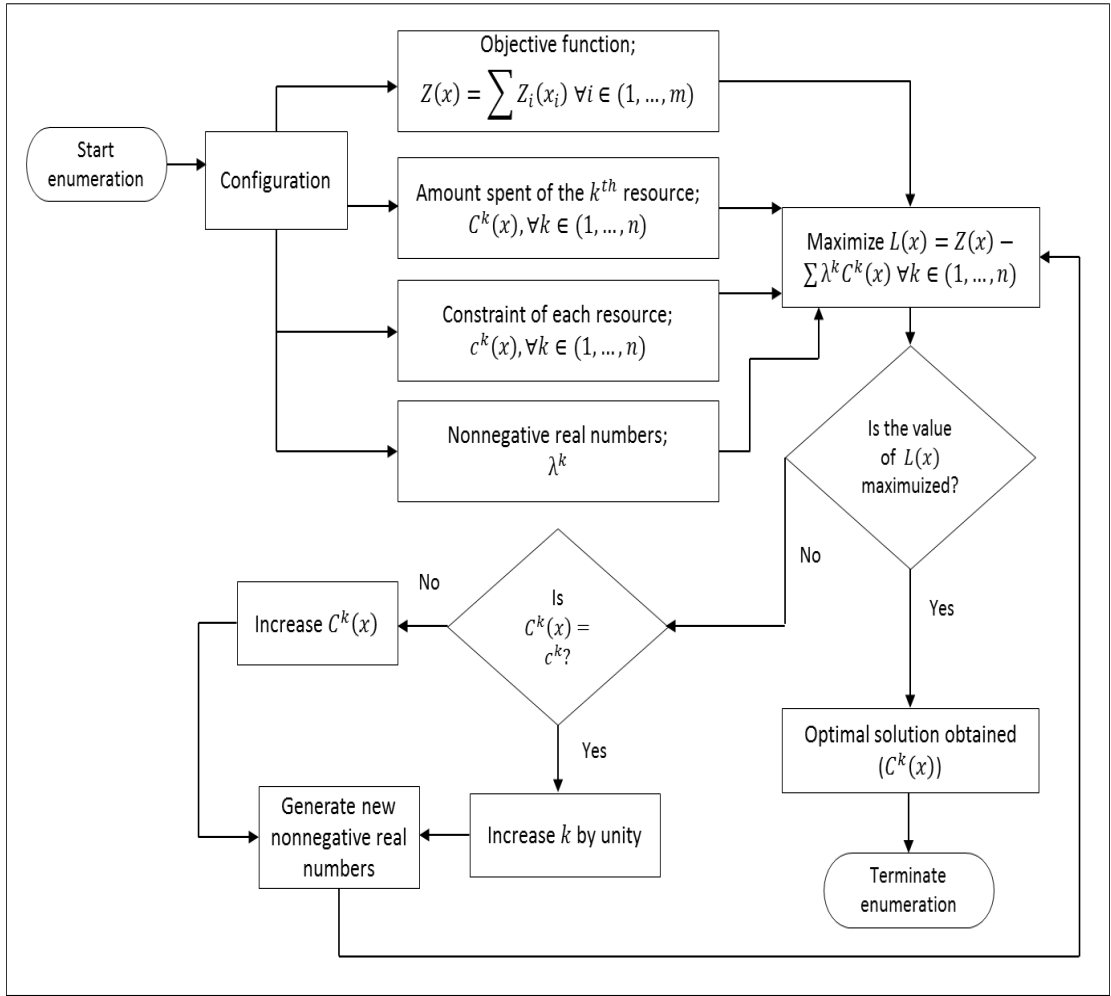 Objective function;
Z(x) = ∑ Z_i(x_i) ∀i ∈ (1, …, m)
Start
enumeration
Configuration
Amount spent of the k^{th} resource;
C^k(x), ∀k ∈ (1, …, n)
Maximize L(x) = Z(x) −
∑ λ^k C^k(x) ∀k ∈ (1, …, n)
Constraint of each resource;
c^k(x), ∀k ∈ (1, …, n)
Nonnegative real numbers;
λ^k
Is the value
of L(x)
maximuized?
No
Yes
Is
C^k(x) =
c^k?
No
Increase C^k(x)
Yes
Increase k by unity
Generate new
nonnegative real
numbers
Optimal solution obtained
(C^k(x))
Terminate
enumeration